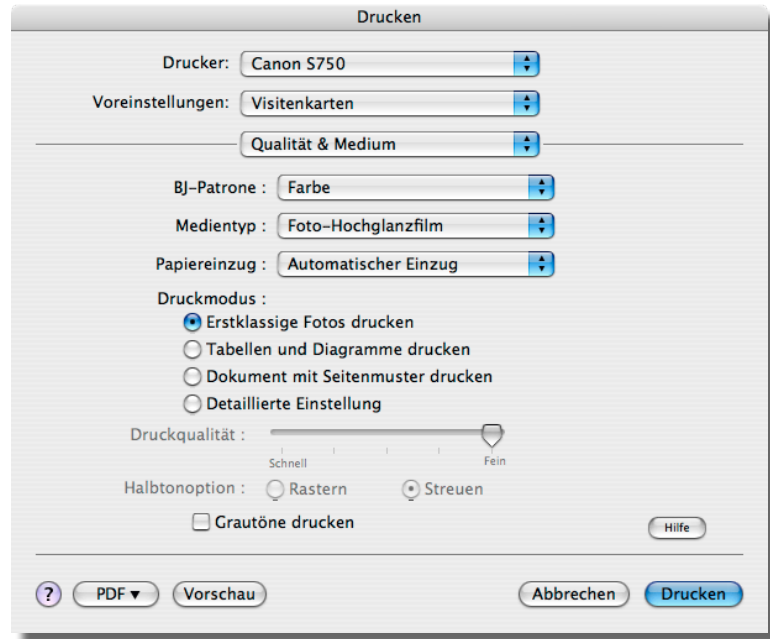 Drucken
Drucker: Canon S750
Voreinstellungen: Visitenkarten
Qualität & Medium
BJ-Patrone : Farbe
Medientyp : Foto-Hochglanzfilm
Papiereinzug : Automatischer Einzug
Druckmodus :
Erstklassige Fotos drucken
Tabellen und Diagramme drucken
Dokument mit Seitenmuster drucken
Detaillierte Einstellung
Druckqualität :
Schnell Fein
Halbtonoption : Rastern Streuen
Grautöne drucken
Hilfe
? PDF ▼ Vorschau Abbrechen Drucken